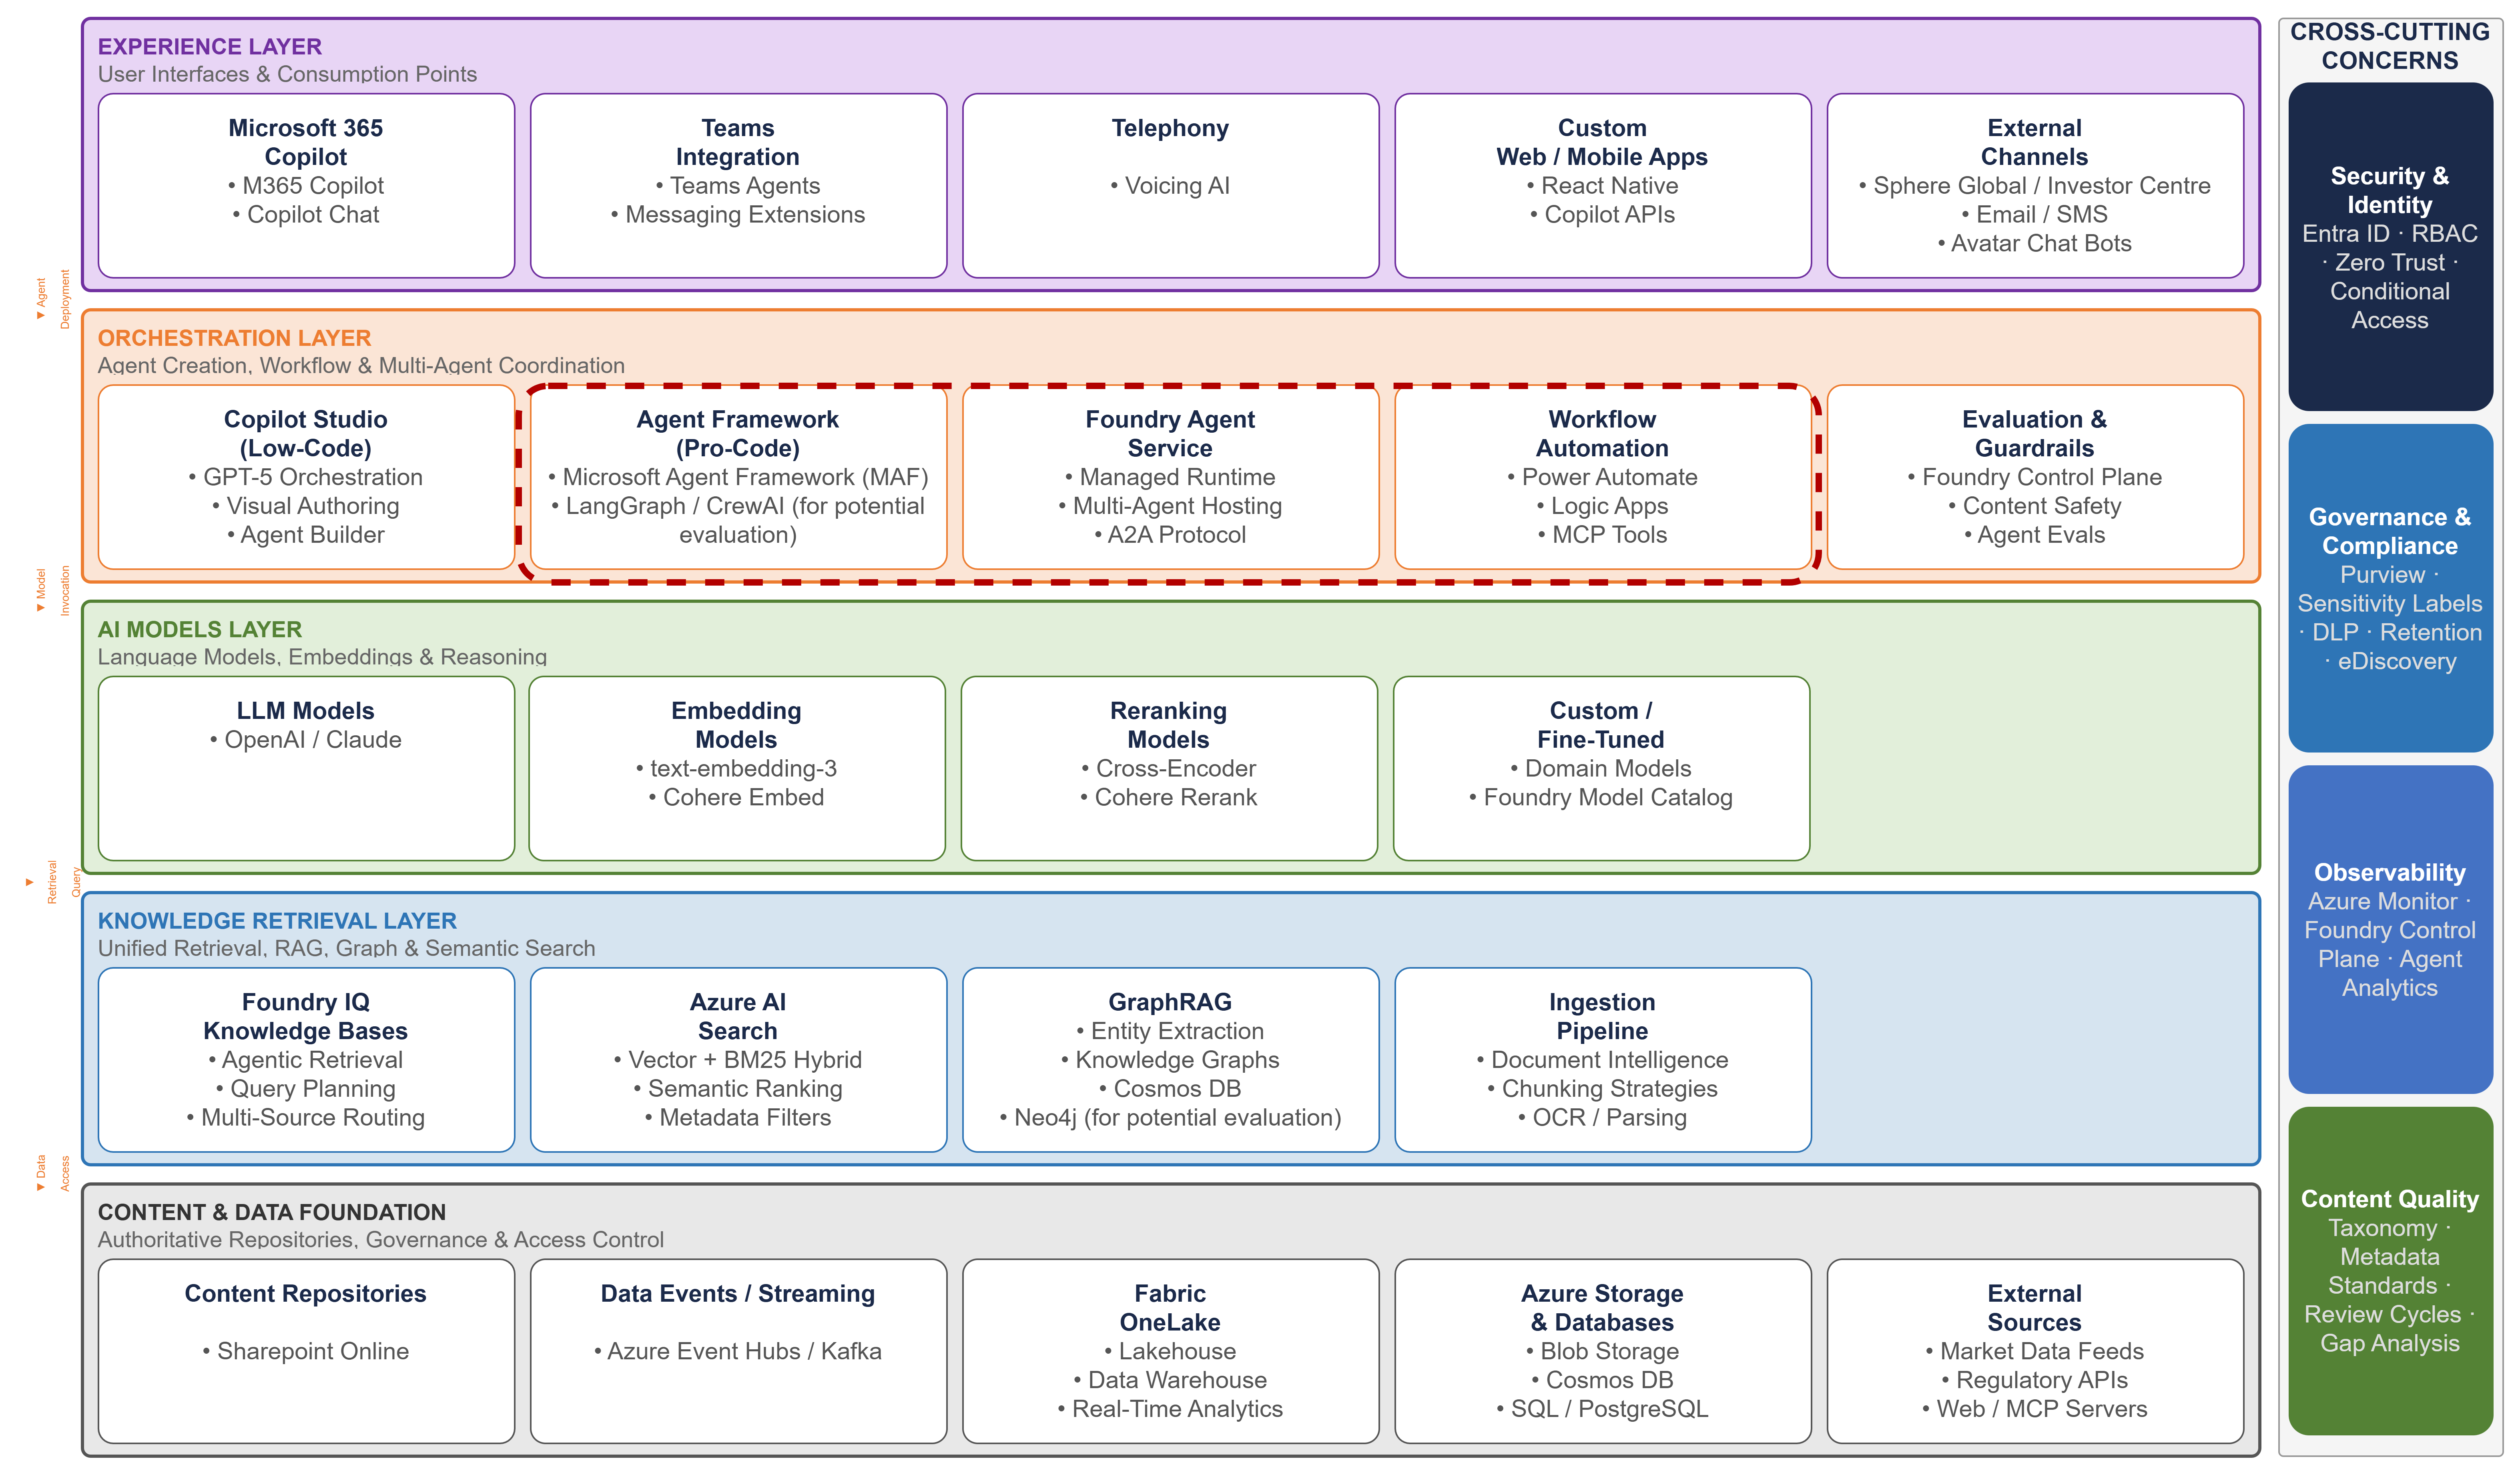 EXPERIENCE LAYER
User Interfaces & Consumption Points
Microsoft 365
Copilot
• M365 Copilot
• Copilot Chat
Teams
Integration
• Teams Agents
• Messaging Extensions
Telephony
• Voicing AI
Custom
Web / Mobile Apps
• React Native
• Copilot APIs
External
Channels
• Sphere Global / Investor Centre
• Email / SMS
• Avatar Chat Bots
▼ Agent
Deployment
ORCHESTRATION LAYER
Agent Creation, Workflow & Multi-Agent Coordination
Copilot Studio
(Low-Code)
• GPT-5 Orchestration
• Visual Authoring
• Agent Builder
Agent Framework
(Pro-Code)
• Microsoft Agent Framework (MAF)
• LangGraph / CrewAI (for potential
evaluation)
Foundry Agent
Service
• Managed Runtime
• Multi-Agent Hosting
• A2A Protocol
Workflow
Automation
• Power Automate
• Logic Apps
• MCP Tools
Evaluation &
Guardrails
• Foundry Control Plane
• Content Safety
• Agent Evals
▼ Model
Invocation
AI MODELS LAYER
Language Models, Embeddings & Reasoning
LLM Models
• OpenAI / Claude
Embedding
Models
• text-embedding-3
• Cohere Embed
Reranking
Models
• Cross-Encoder
• Cohere Rerank
Custom /
Fine-Tuned
• Domain Models
• Foundry Model Catalog
▼
Retrieval
Query
KNOWLEDGE RETRIEVAL LAYER
Unified Retrieval, RAG, Graph & Semantic Search
Foundry IQ
Knowledge Bases
• Agentic Retrieval
• Query Planning
• Multi-Source Routing
Azure AI
Search
• Vector + BM25 Hybrid
• Semantic Ranking
• Metadata Filters
GraphRAG
• Entity Extraction
• Knowledge Graphs
• Cosmos DB
• Neo4j (for potential evaluation)
Ingestion
Pipeline
• Document Intelligence
• Chunking Strategies
• OCR / Parsing
▼ Data
Access
CONTENT & DATA FOUNDATION
Authoritative Repositories, Governance & Access Control
Content Repositories
• Sharepoint Online
Data Events / Streaming
• Azure Event Hubs / Kafka
Fabric
OneLake
• Lakehouse
• Data Warehouse
• Real-Time Analytics
Azure Storage
& Databases
• Blob Storage
• Cosmos DB
• SQL / PostgreSQL
External
Sources
• Market Data Feeds
• Regulatory APIs
• Web / MCP Servers
CROSS-CUTTING
CONCERNS
Security &
Identity
Entra ID · RBAC
· Zero Trust ·
Conditional
Access
Governance &
Compliance
Purview ·
Sensitivity Labels
· DLP · Retention
· eDiscovery
Observability
Azure Monitor ·
Foundry Control
Plane · Agent
Analytics
Content Quality
Taxonomy ·
Metadata
Standards ·
Review Cycles ·
Gap Analysis